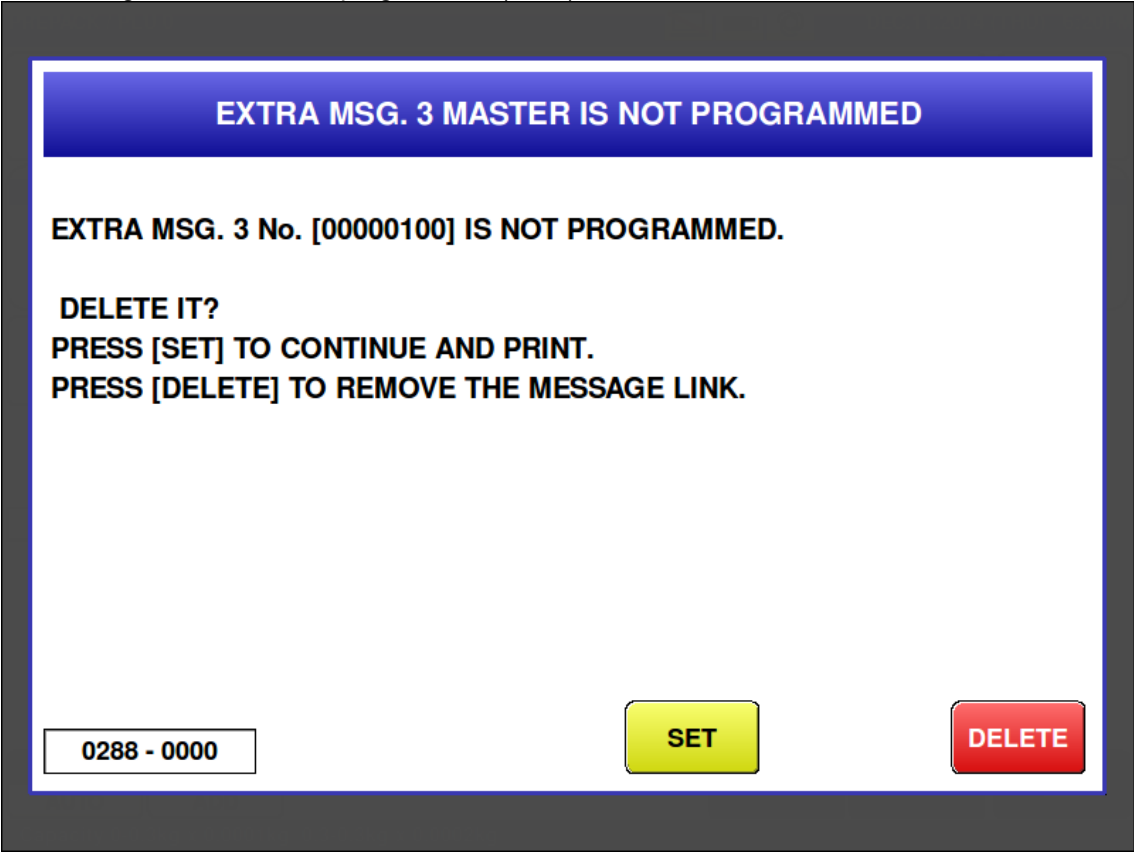 EXTRA MSG. 3 MASTER IS NOT PROGRAMMED
EXTRA MSG. 3 No. [00000100] IS NOT PROGRAMMED.
DELETE IT?
PRESS [SET] TO CONTINUE AND PRINT.
PRESS [DELETE] TO REMOVE THE MESSAGE LINK.
0288 - 0000
SET
DELETE